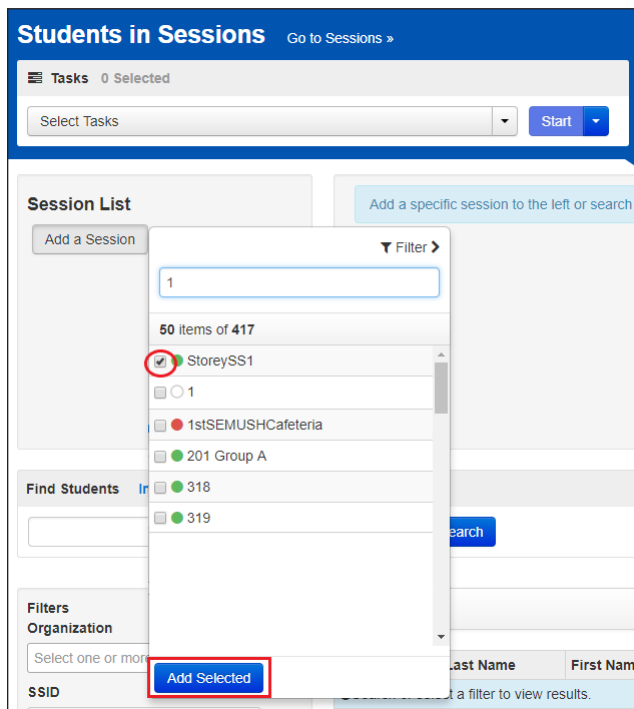 Students in Sessions Go to Sessions »
Tasks 0 Selected
Select Tasks
Start
Session List
Add a specific session to the left or search
Add a Session
Filter
1
50 items of 417
StoreySS1
1
1stSEMUSHCafeteria
201 Group A
318
319
Find Students
earch
Filters
Organization
Select one or more
Last Name First Nam
Add Selected
a filter to view results.
SSID